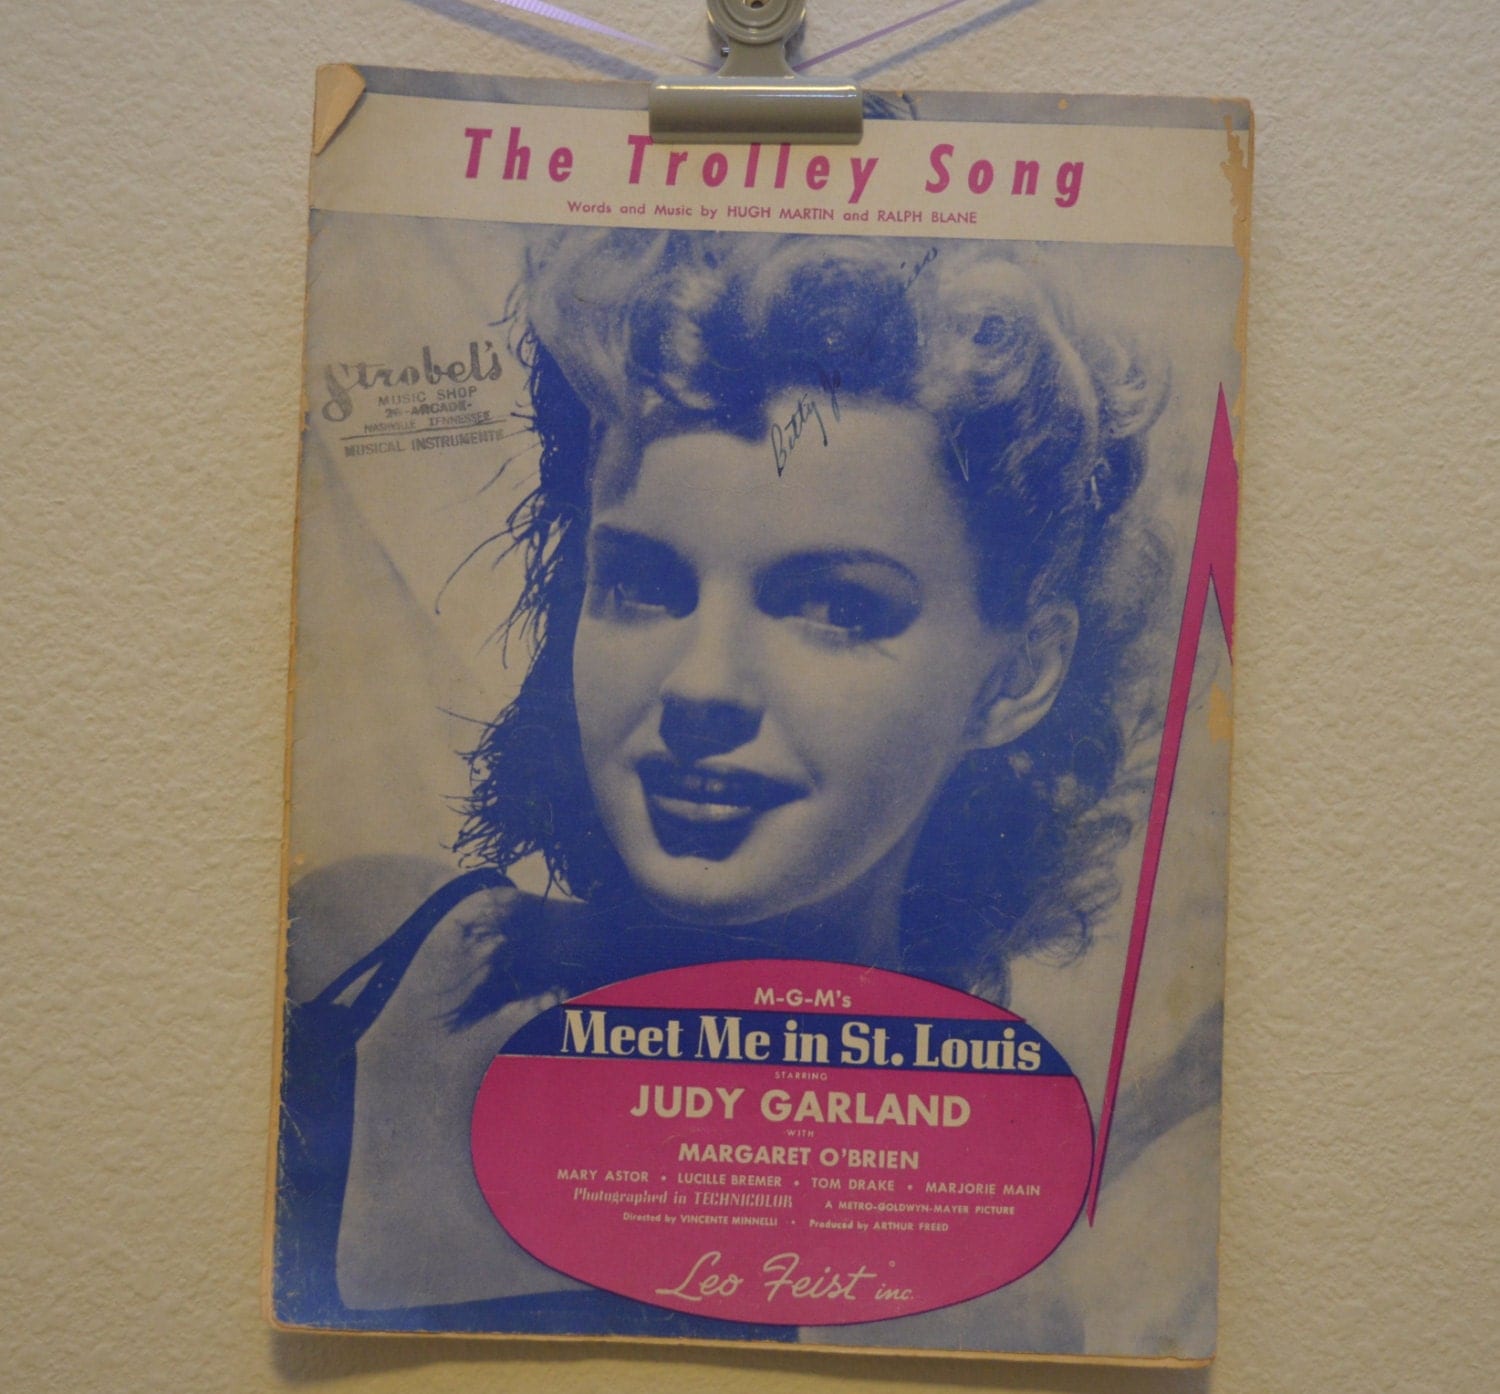 The Trolley Song
Words and Music by HUGH MARTIN and RALPH BLANE
Strobel's
MUSIC SHOP
ARCADE-
NASHVILLE TENNESSEE
MUSICAL INSTRUMENTS
Betty Jo
M-G-M's
Meet Me in St. Louis
STARRING
JUDY GARLAND
WITH
MARGARET O'BRIEN
MARY ASTOR • LUCILLE BREMER • TOM DRAKE • MARJORIE MAIN
Photographed in TECHNICOLOR A METRO-GOLDWYN-MAYER PICTURE
Directed by VINCENTE MINNELLI • Produced by ARTHUR FREED
Leo Feist inc.